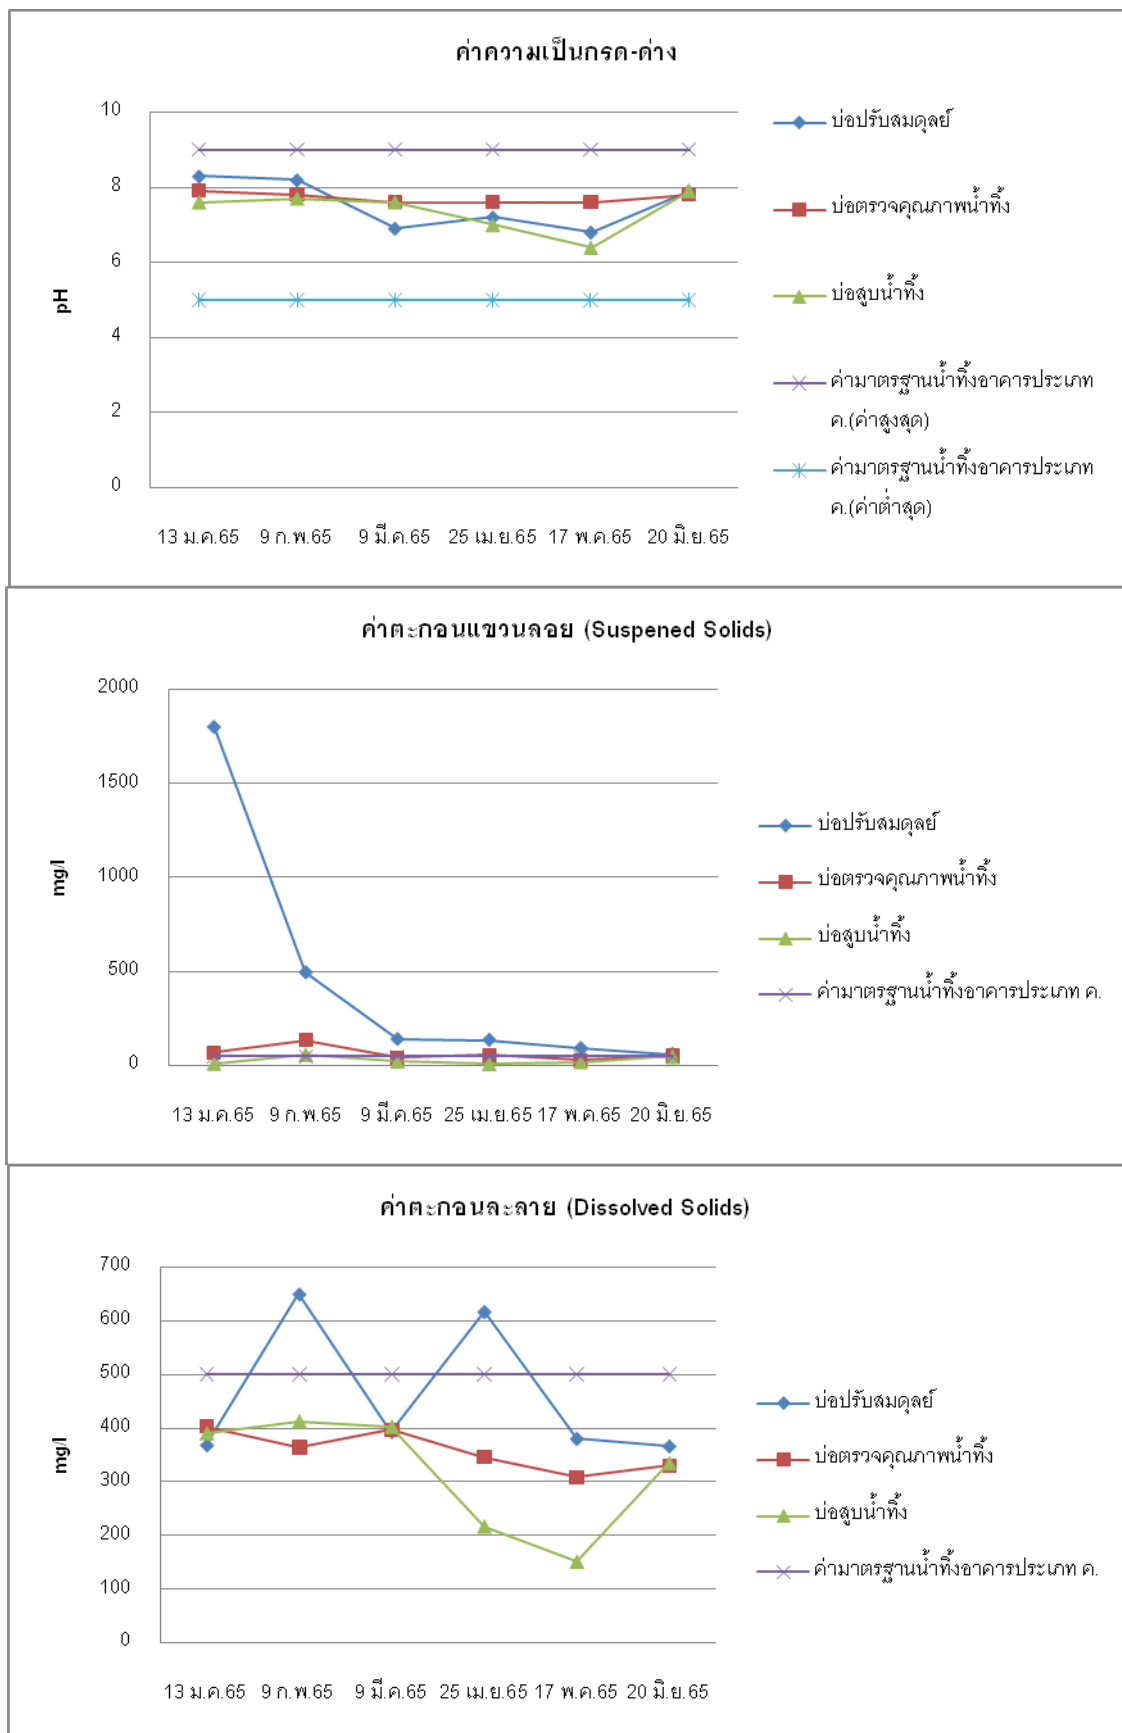 ค่าความเป็นกรด-ด่าง
10
8
6
4
2
0
pH
13 ม.ค.65
9 ก.พ.65
9 มี.ค.65
25 เม.ย.65
17 พ.ค.65
20 มิ.ย.65
บ่อปรับสมดุลย์
บ่อตรวจคุณภาพน้ำทิ้ง
บ่อสูบน้ำทิ้ง
ค่ามาตรฐานน้ำทิ้งอาคารประเภท
ค.(ค่าสูงสุด)
ค่ามาตรฐานน้ำทิ้งอาคารประเภท
ค.(ค่าต่ำสุด)
ค่าตะกอนแขวนลอย (Suspened Solids)
2000
1500
1000
500
0
mg/l
13 ม.ค.65
9 ก.พ.65
9 มี.ค.65
25 เม.ย.65
17 พ.ค.65
20 มิ.ย.65
บ่อปรับสมดุลย์
บ่อตรวจคุณภาพน้ำทิ้ง
บ่อสูบน้ำทิ้ง
ค่ามาตรฐานน้ำทิ้งอาคารประเภท ค.
ค่าตะกอนละลาย (Dissolved Solids)
700
600
500
400
300
200
100
0
mg/l
13 ม.ค.65
9 ก.พ.65
9 มี.ค.65
25 เม.ย.65
17 พ.ค.65
20 มิ.ย.65
บ่อปรับสมดุลย์
บ่อตรวจคุณภาพน้ำทิ้ง
บ่อสูบน้ำทิ้ง
ค่ามาตรฐานน้ำทิ้งอาคารประเภท ค.